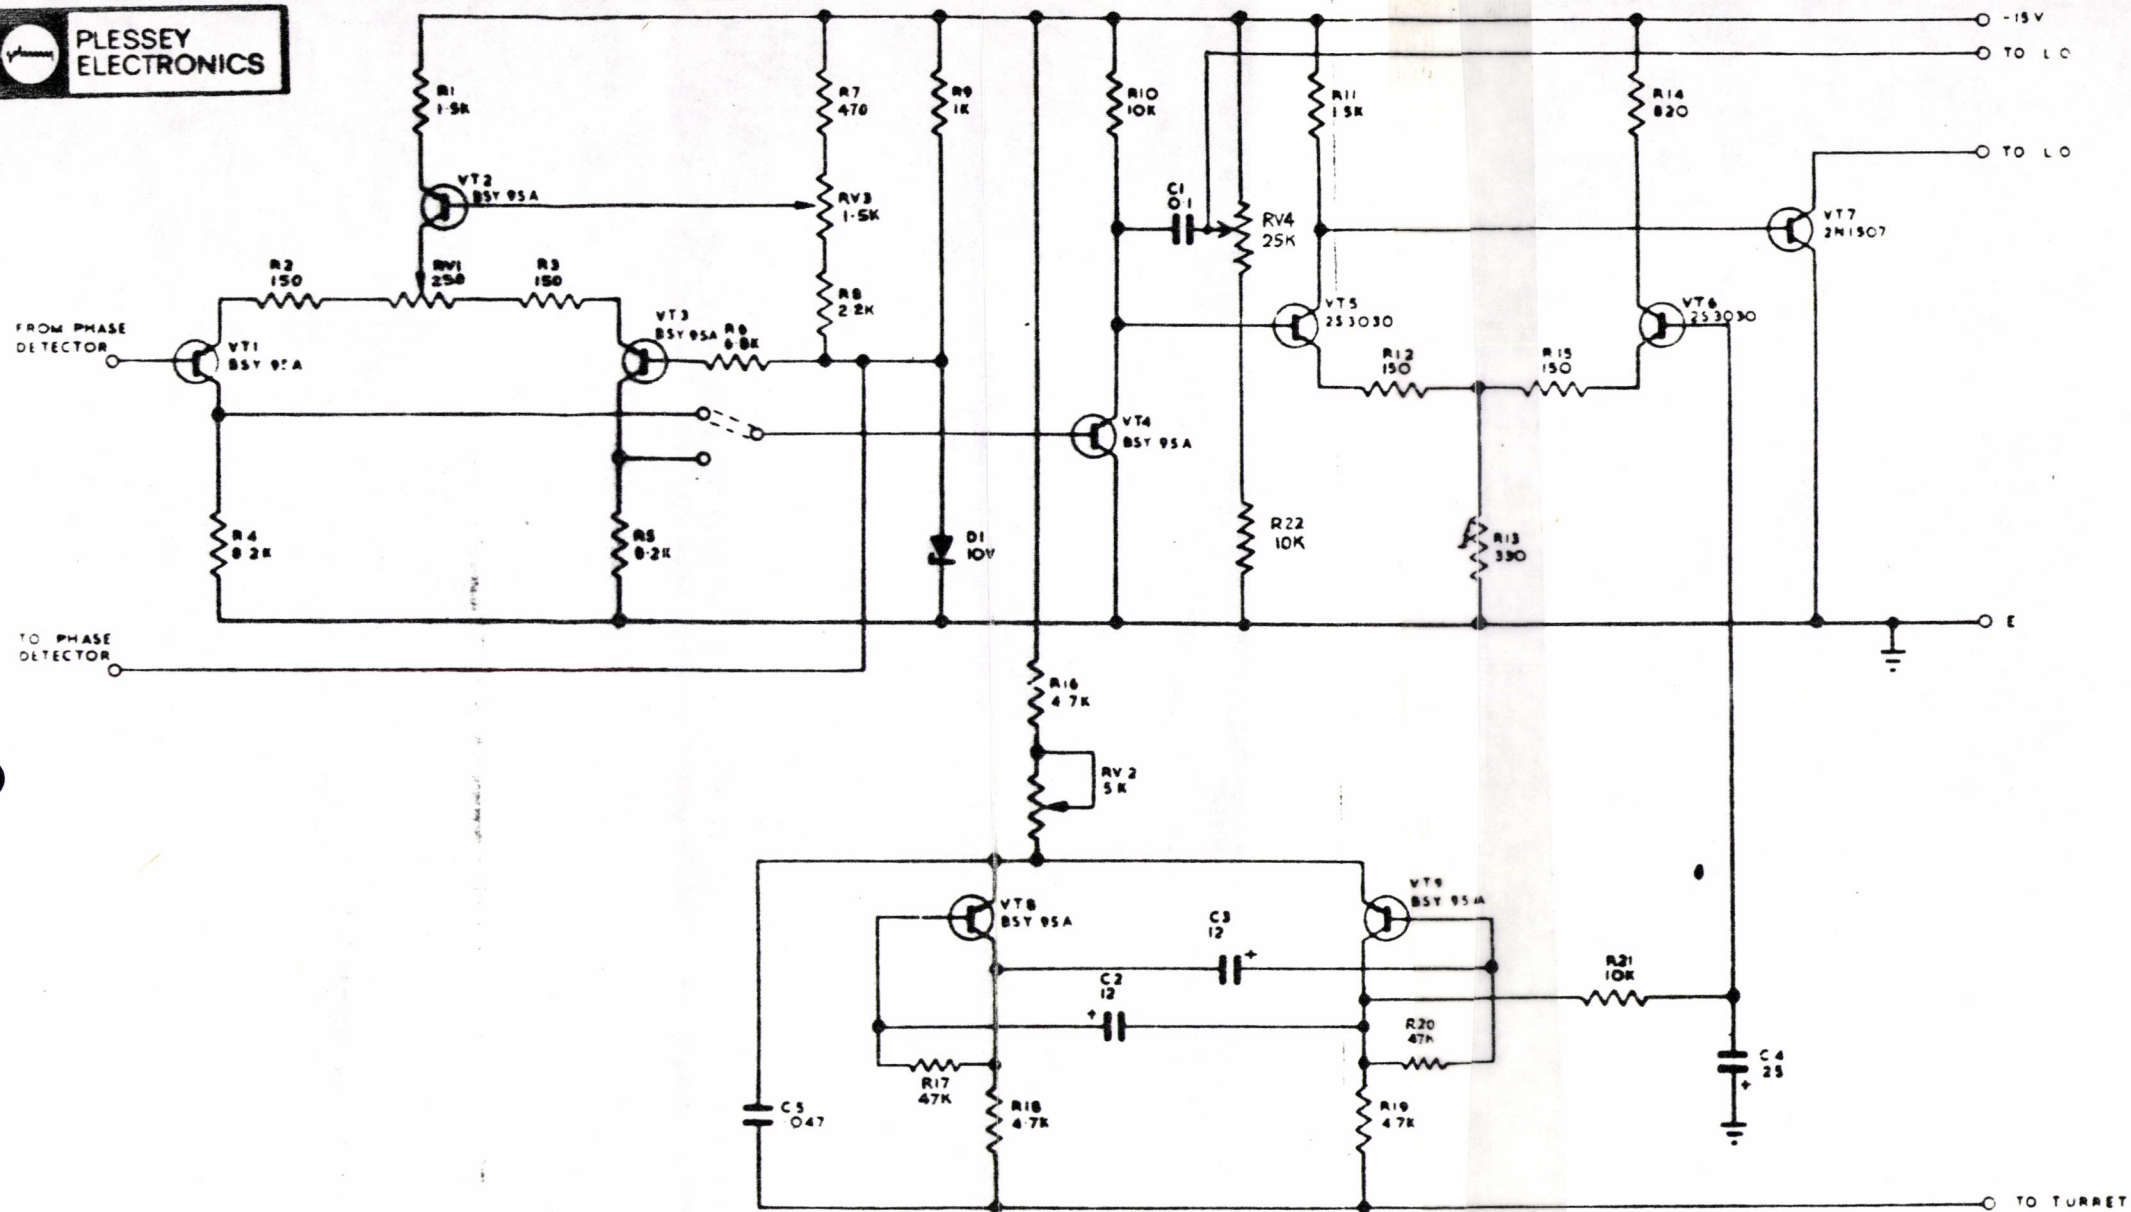 PLESSEY
ELECTRONICS
-15V
TO L O
R1
1·5K
R7
470
R9
1K
R10
10K
R11
1 5K
R14
820
TO L O
VT2
BSY 95A
RV3
1·5K
C1
0·1
RV4
25K
VT7
2N1507
R2
150
RV1
250
R3
150
R8
2 2K
VT5
2S3030
VT6
2S3030
FROM PHASE
DETECTOR
VT1
VT3
BSY 95A
R6
6·8K
R12
150
R15
150
VT4
BSY 95A
R4
8 2K
R5
8·2K
D1
10V
R22
10K
R13
330
E
TO PHASE
DETECTOR
R16
4 7K
RV 2
5K
VT8
BSY 95A
C3
12
+
VT9
BSY 95A
C2
12
+
R21
10K
R20
47K
R17
47K
C4
25
+
C5
047
R18
4·7K
R19
4 7K
TO TURRET